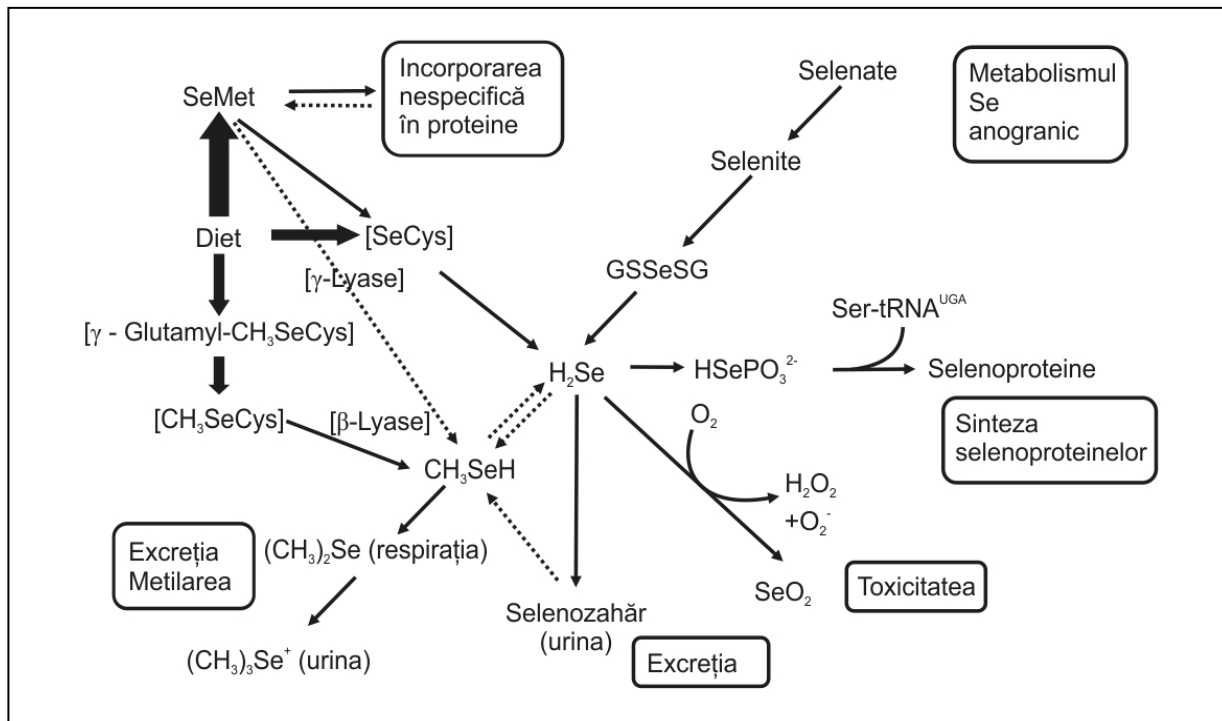 SeMet
Incorporarea
nespecifică
în proteine
Selenate
Metabolismul
Se
anogranic
Selenite
Diet
[SeCys]
[γ-Lyase]
GSSeSG
[γ - Glutamyl-CH₃SeCys]
Ser-tRNAᵁᴳᴬ
H₂Se
HSePO₃²⁻
Selenoproteine
[CH₃SeCys]
[β-Lyase]
O₂
Sinteza
selenoproteinelor
CH₃SeH
H₂O₂
+O₂⁻
Excreția
Metilarea
(CH₃)₂Se (respirația)
SeO₂
Toxicitatea
Selenozahăr
(urina)
Excreția
(CH₃)₃Se⁺ (urina)